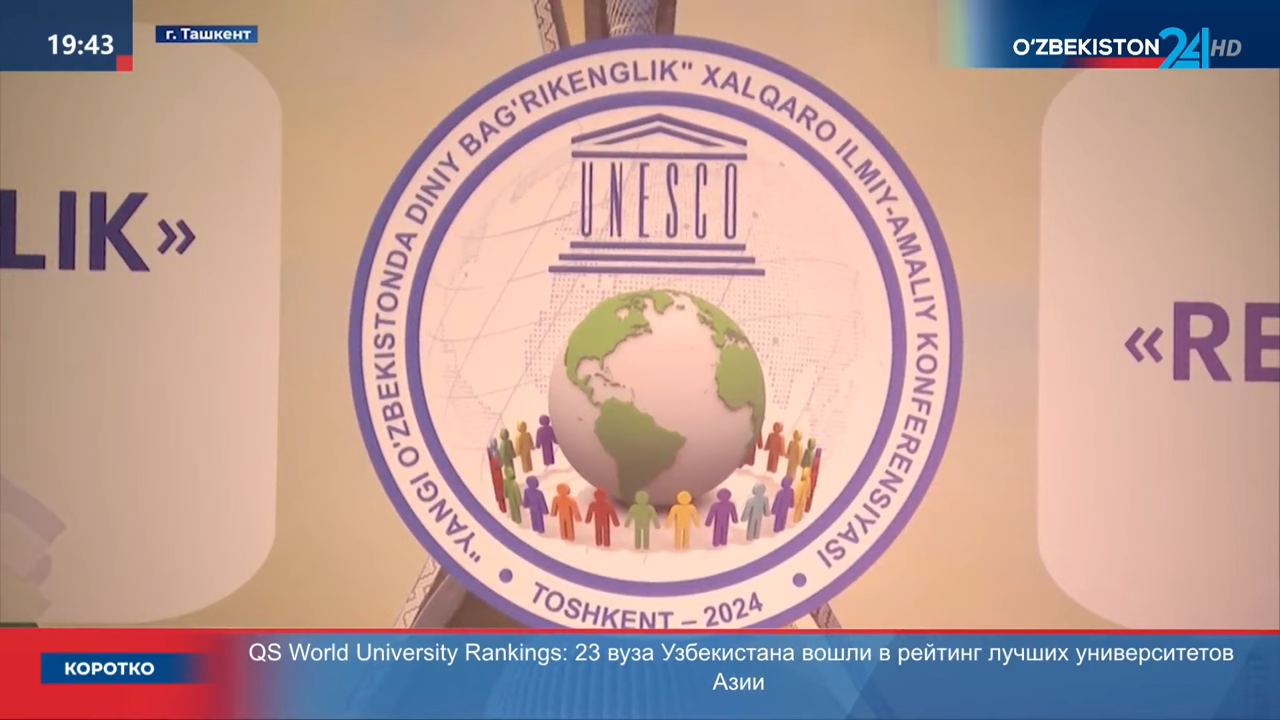 19:43
г. Ташкент
O'ZBEKISTON 24 HD
"YANGI O'ZBEKISTONDA DINIY BAG'RIKENGLIK" XALQARO ILMIY-AMALIY KONFERENSIYASI
UNESCO
LIK»
«RE
TOSHKENT – 2024
КОРОТКО
QS World University Rankings: 23 вуза Узбекистана вошли в рейтинг лучших университетов
Азии